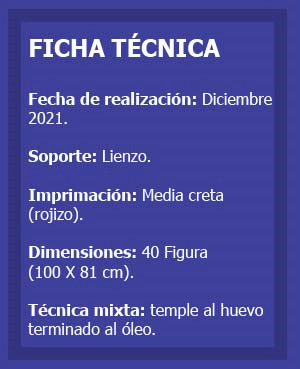 FICHA TÉCNICA
Fecha de realización: Diciembre
2021.
Soporte: Lienzo.
Imprimación: Media creta
(rojizo).
Dimensiones: 40 Figura
(100 X 81 cm).
Técnica mixta: temple al huevo
terminado al óleo.